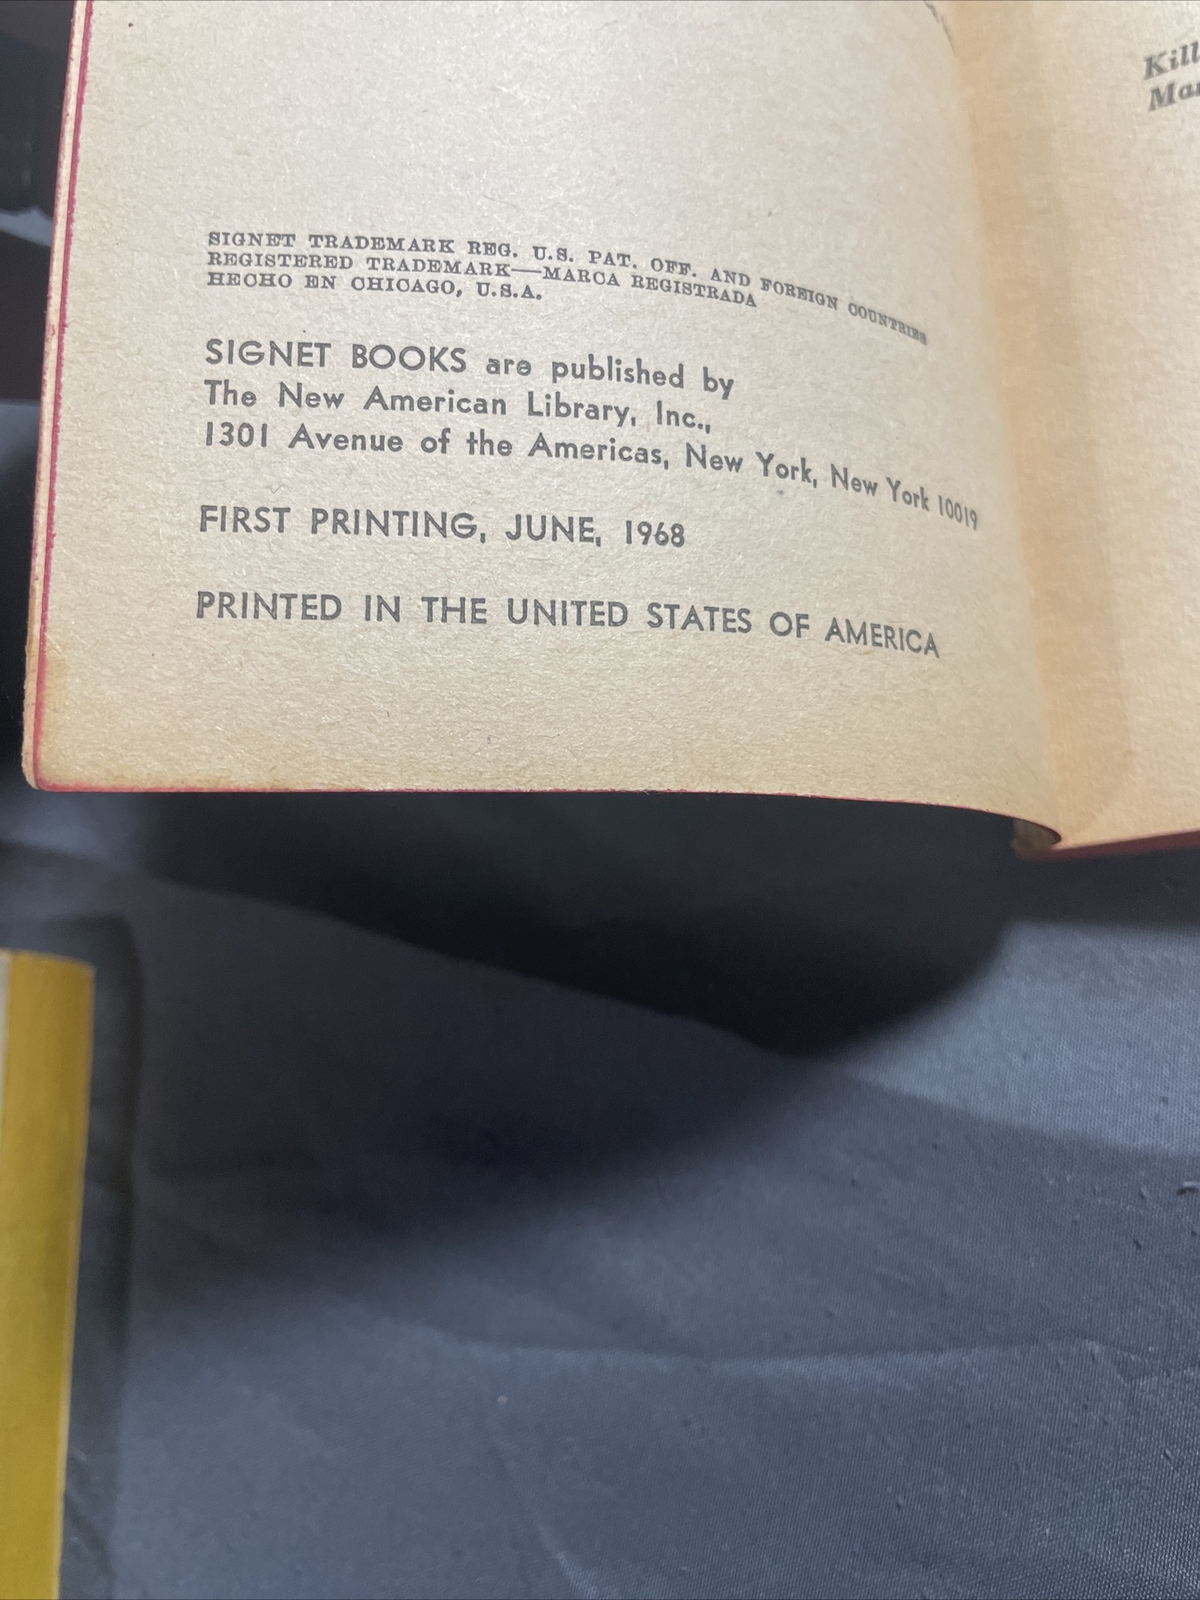 SIGNET TRADEMARK REG. U.S. PAT. OFF. AND FOREIGN COUNTRIES
REGISTERED TRADEMARK—MARCA REGISTRADA
HECHO EN CHICAGO, U.S.A.
SIGNET BOOKS are published by
The New American Library, Inc.,
1301 Avenue of the Americas, New York, New York 10019
FIRST PRINTING, JUNE, 1968
PRINTED IN THE UNITED STATES OF AMERICA
Kill
Mar